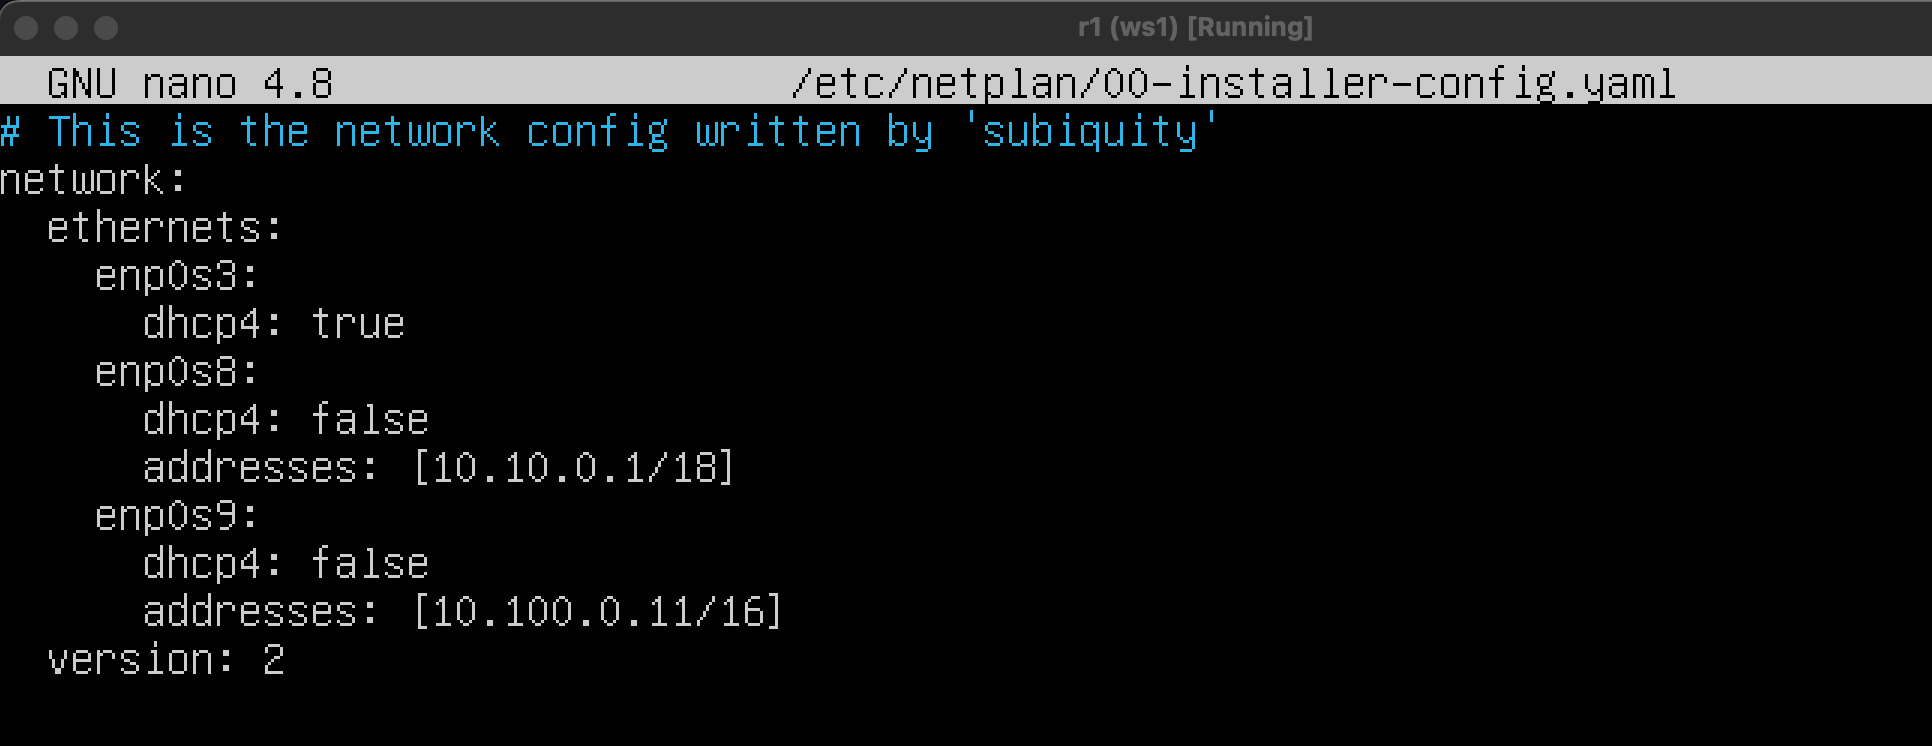 r1 (ws1) [Running]
GNU nano 4.8 /etc/netplan/00-installer-config.yaml
# This is the network config written by 'subiquity'
network:
  ethernets:
    enp0s3:
      dhcp4: true
    enp0s8:
      dhcp4: false
      addresses: [10.10.0.1/18]
    enp0s9:
      dhcp4: false
      addresses: [10.100.0.11/16]
  version: 2